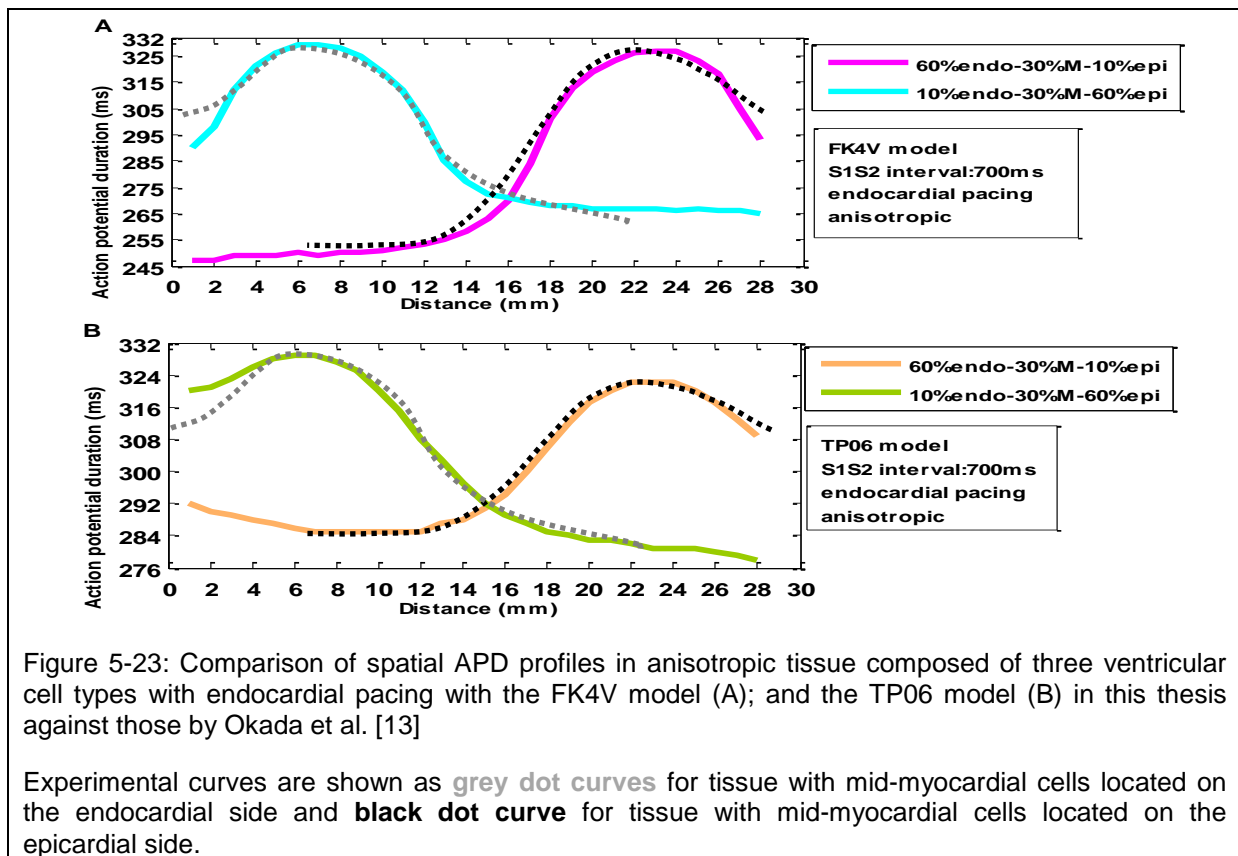 A
332
325
315
305
295
285
275
265
255
245
Action potential duration (ms)
0 2 4 6 8 10 12 14 16 18 20 22 24 26 28 30
Distance (mm)
60%endo-30%M-10%epi
10%endo-30%M-60%epi
FK4V model
S1S2 interval:700ms
endocardial pacing
anisotropic
B
332
324
316
308
300
292
284
276
Action potential duration (ms)
0 2 4 6 8 10 12 14 16 18 20 22 24 26 28 30
Distance (mm)
60%endo-30%M-10%epi
10%endo-30%M-60%epi
TP06 model
S1S2 interval:700ms
endocardial pacing
anisotropic
Figure 5-23: Comparison of spatial APD profiles in anisotropic tissue composed of three ventricular
cell types with endocardial pacing with the FK4V model (A); and the TP06 model (B) in this thesis
against those by Okada et al. [13]
Experimental curves are shown as grey dot curves for tissue with mid-myocardial cells located on
the endocardial side and black dot curve for tissue with mid-myocardial cells located on the
epicardial side.